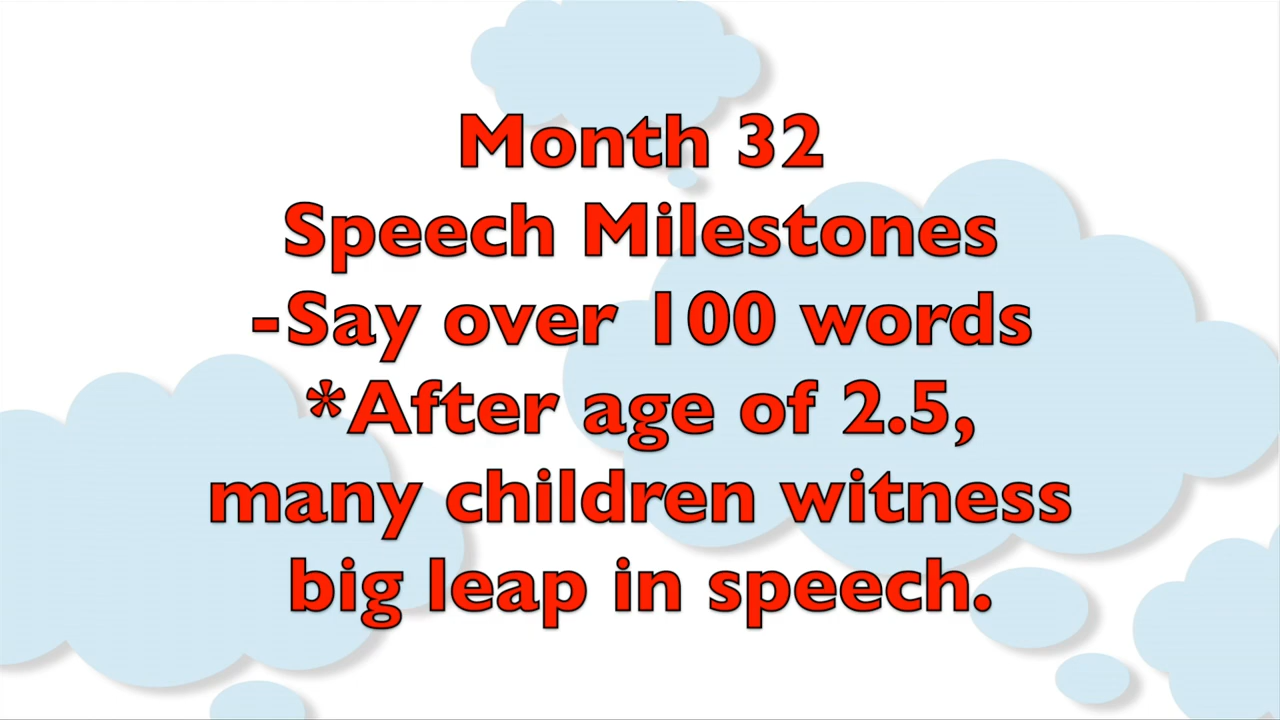 Month 32
Speech Milestones
-Say over 100 words
*After age of 2.5,
many children witness
big leap in speech.